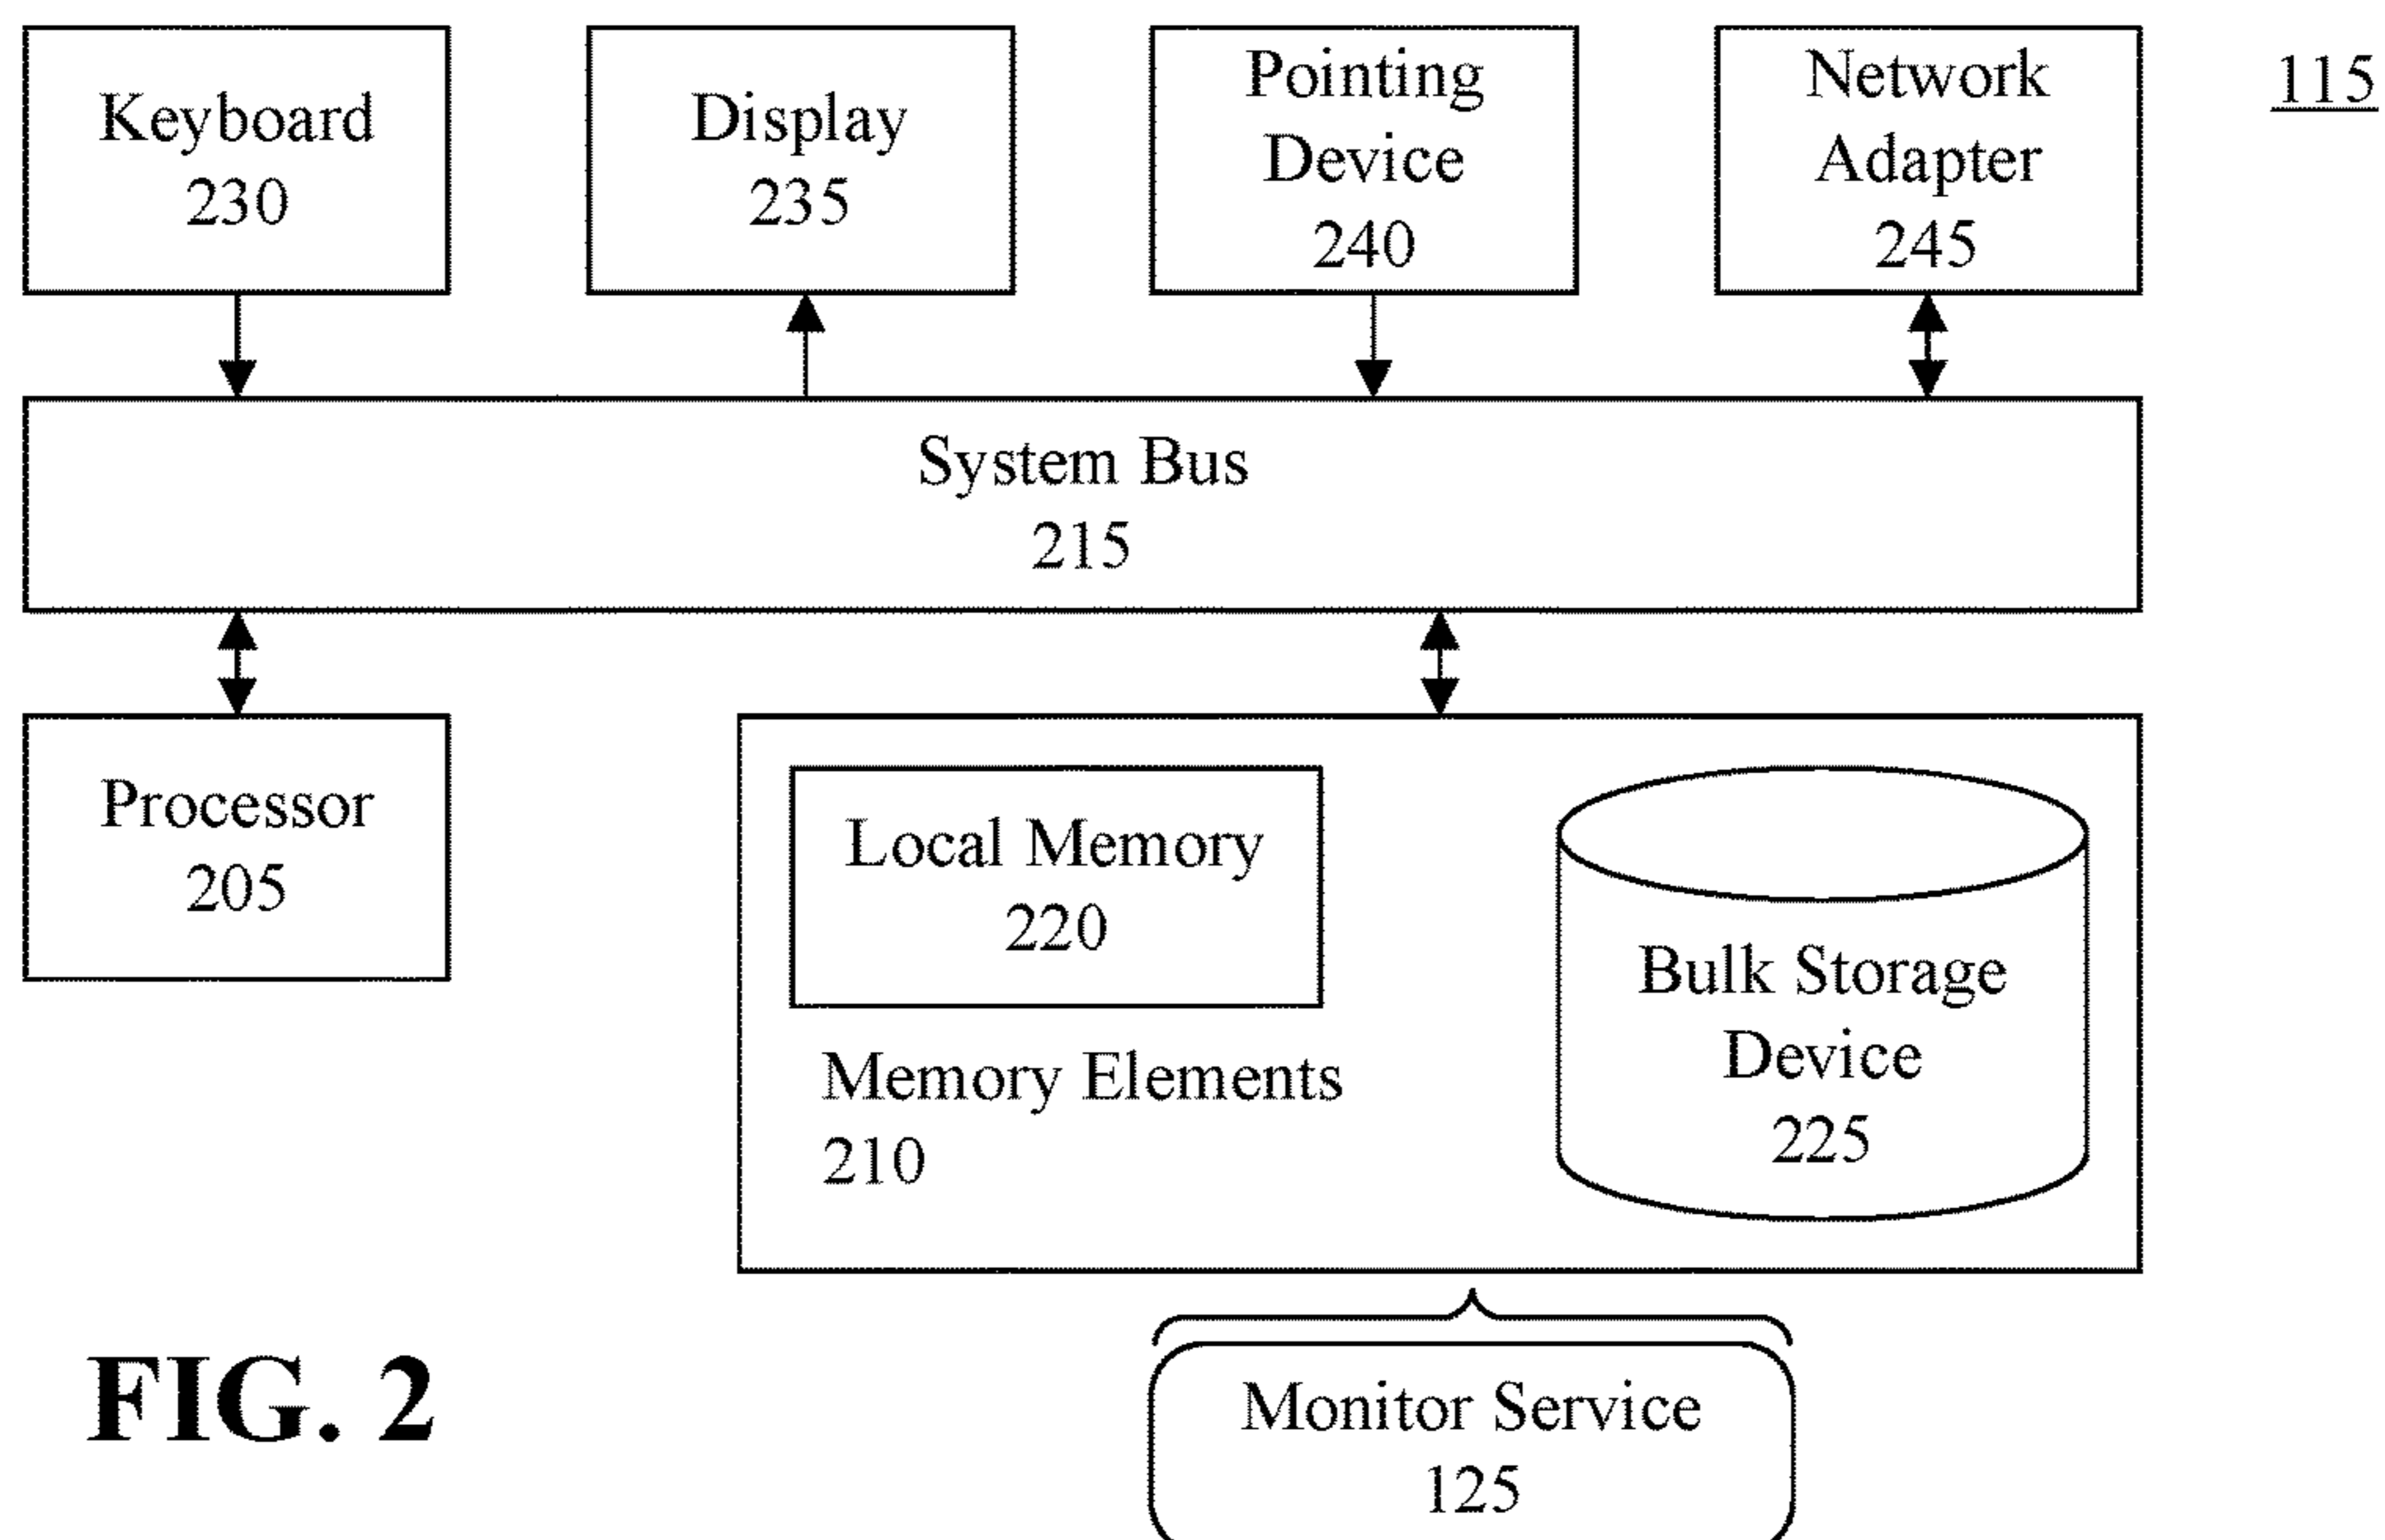 Keyboard
230
Display
235
Pointing
Device
240
Network
Adapter
245
115
System Bus
215
Processor
205
Local Memory
220
Memory Elements
210
Bulk Storage
Device
225
FIG. 2
Monitor Service
125